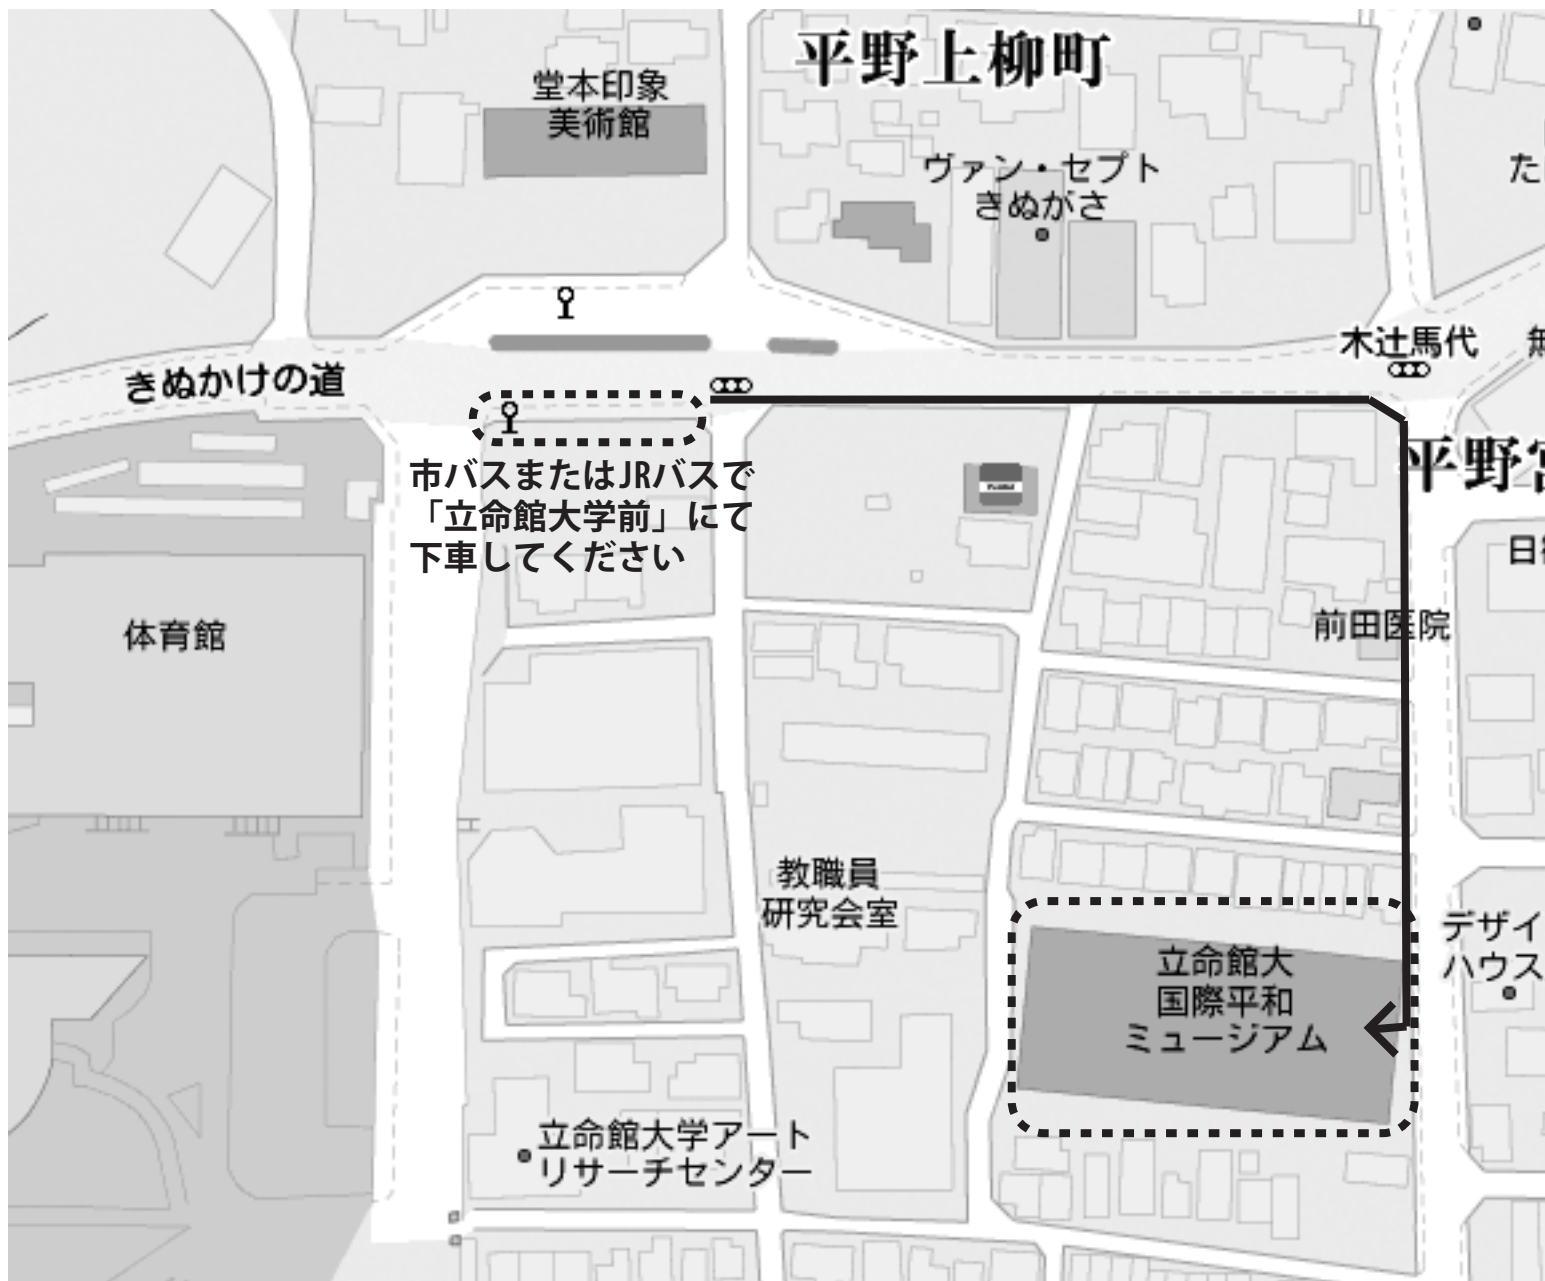 平野上柳町
堂本印象
美術館
ヴァン・セプト
きぬがさ
た
木辻馬代
無
きぬかけの道
平野宮
市バスまたはJRバスで
「立命館大学前」にて
下車してください
日
体育館
前田医院
教職員
研究会室
デザイ
ハウス
立命館大
国際平和
ミュージアム
立命館大学アート
リサーチセンター